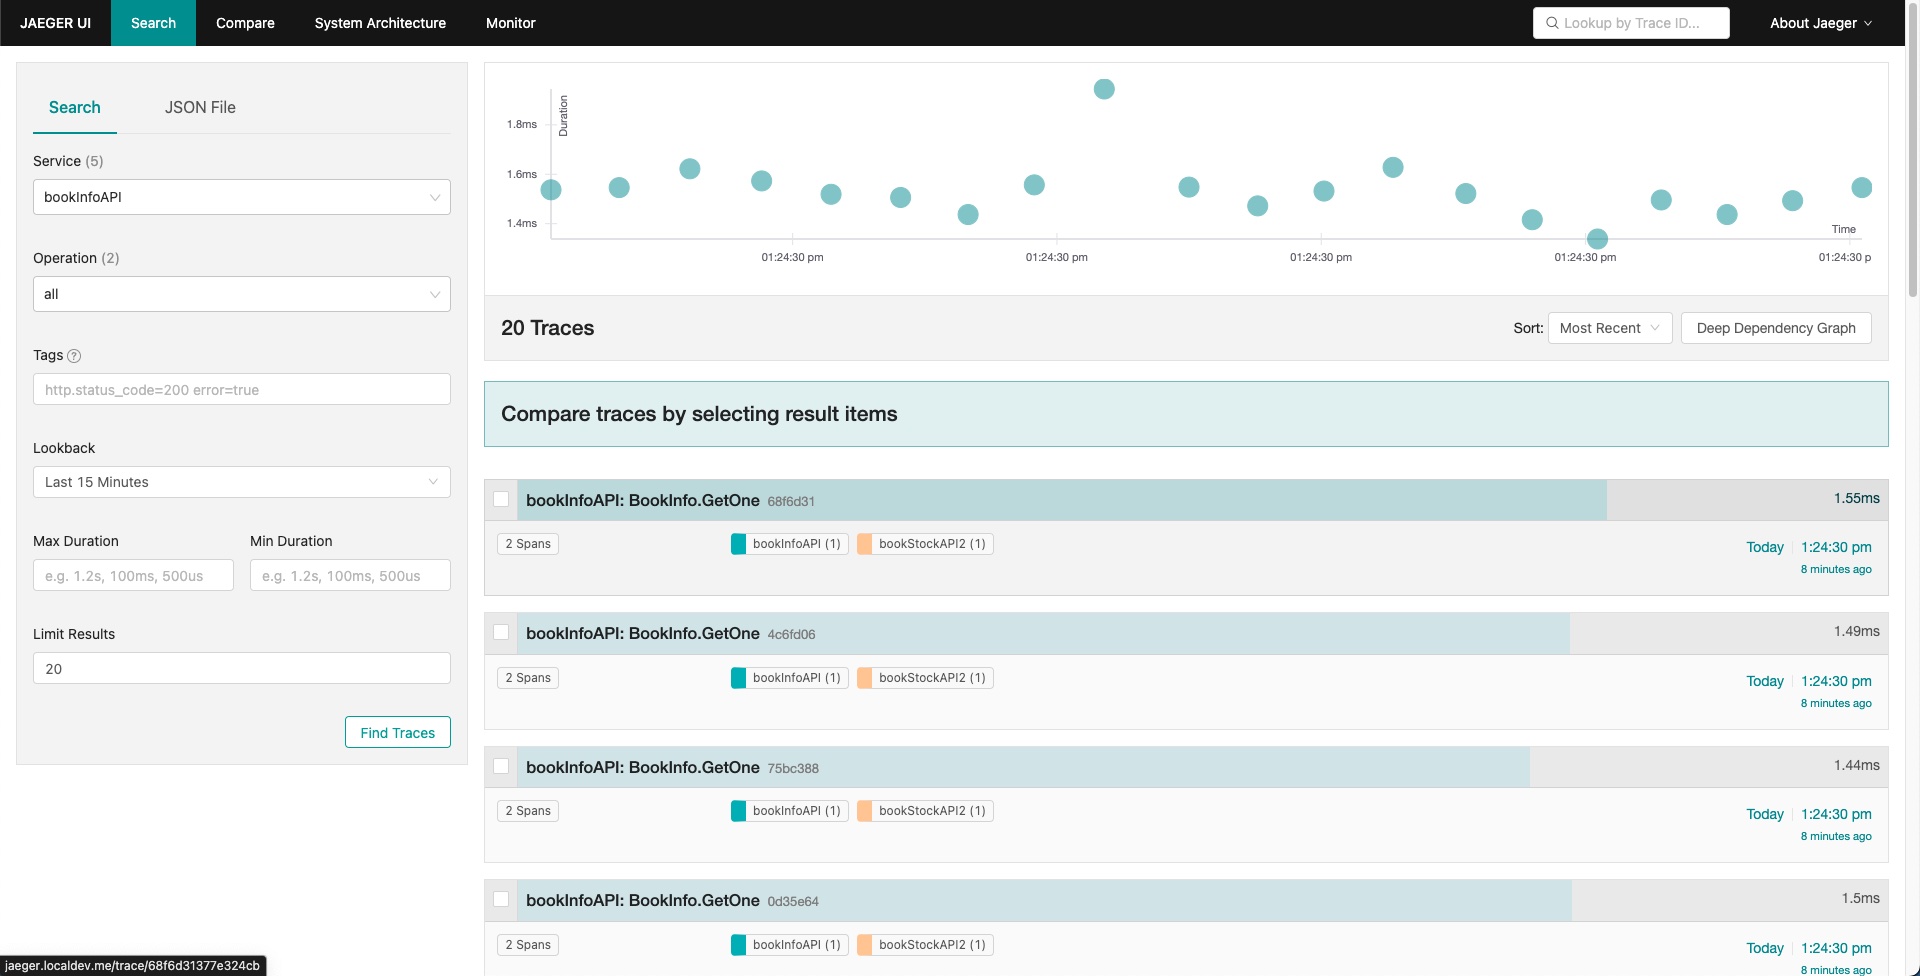 JAEGER UI Search Compare System Architecture Monitor Lookup by Trace ID... About Jaeger
Search JSON File
Service (5)
bookInfoAPI
Operation (2)
all
Tags ?
http.status_code=200 error=true
Lookback
Last 15 Minutes
Max Duration Min Duration
e.g. 1.2s, 100ms, 500us e.g. 1.2s, 100ms, 500us
Limit Results
20
Find Traces
Duration
1.8ms
1.6ms
1.4ms
Time
01:24:30 pm 01:24:30 pm 01:24:30 pm 01:24:30 pm 01:24:30 p
20 Traces Sort: Most Recent Deep Dependency Graph
Compare traces by selecting result items
bookInfoAPI: BookInfo.GetOne 68f6d31 1.55ms
2 Spans bookInfoAPI (1) bookStockAPI2 (1) Today 1:24:30 pm
8 minutes ago
bookInfoAPI: BookInfo.GetOne 4c6fd06 1.49ms
2 Spans bookInfoAPI (1) bookStockAPI2 (1) Today 1:24:30 pm
8 minutes ago
bookInfoAPI: BookInfo.GetOne 75bc388 1.44ms
2 Spans bookInfoAPI (1) bookStockAPI2 (1) Today 1:24:30 pm
8 minutes ago
bookInfoAPI: BookInfo.GetOne 0d35e64 1.5ms
2 Spans bookInfoAPI (1) bookStockAPI2 (1) Today 1:24:30 pm
8 minutes ago
jaeger.localdev.me/trace/68f6d31377e324cb